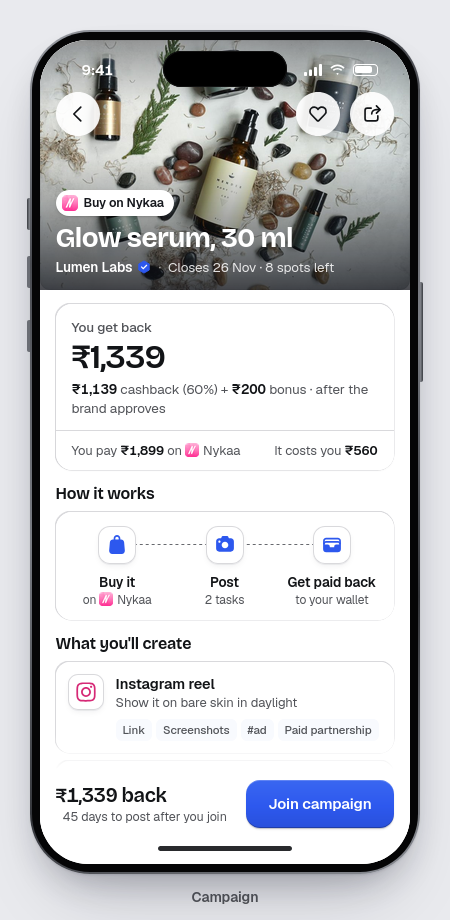 9:41
Buy on Nykaa
Glow serum, 30 ml
Lumen Labs · Closes 26 Nov · 8 spots left
You get back
₹1,339
₹1,139 cashback (60%) + ₹200 bonus · after the
brand approves
You pay ₹1,899 on Nykaa
It costs you ₹560
How it works
Buy it
on Nykaa
Post
2 tasks
Get paid back
to your wallet
What you'll create
Instagram reel
Show it on bare skin in daylight
Link
Screenshots
#ad
Paid partnership
₹1,339 back
45 days to post after you join
Join campaign
Campaign